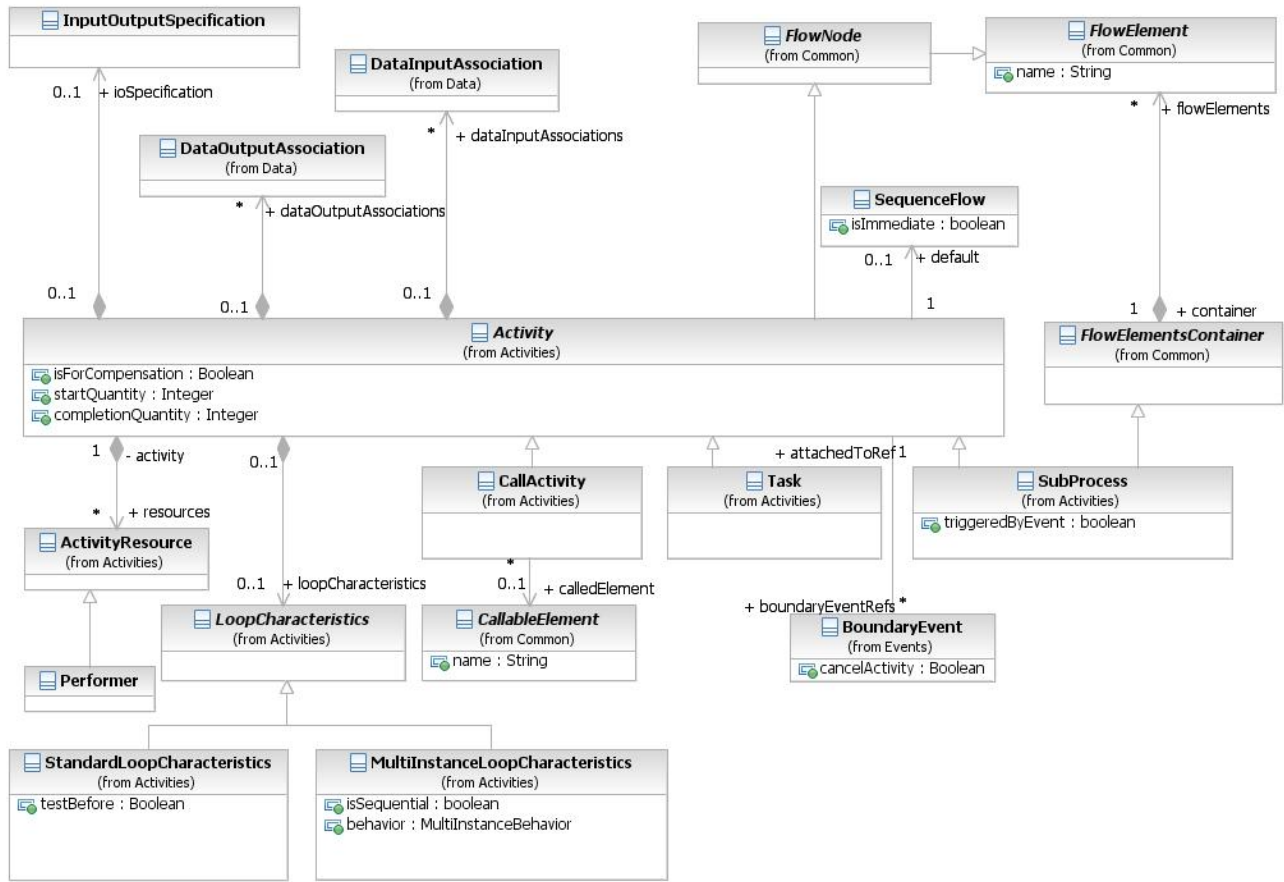 InputOutputSpecification
FlowNode
(from Common)
FlowElement
(from Common)
name : String
DataInputAssociation
(from Data)
0..1
+ ioSpecification
*
+ flowElements
*
+ dataInputAssociations
DataOutputAssociation
(from Data)
SequenceFlow
isImmediate : boolean
*
+ dataOutputAssociations
0..1
+ default
0..1
0..1
0..1
1
1
+ container
Activity
(from Activities)
isForCompensation : Boolean
startQuantity : Integer
completionQuantity : Integer
FlowElementsContainer
(from Common)
1
- activity
0..1
+ attachedToRef
1
CallActivity
(from Activities)
Task
(from Activities)
SubProcess
(from Activities)
triggeredByEvent : boolean
*
+ resources
ActivityResource
(from Activities)
*
0..1
+ loopCharacteristics
0..1
+ calledElement
+ boundaryEventRefs
*
LoopCharacteristics
(from Activities)
CallableElement
(from Common)
name : String
BoundaryEvent
(from Events)
cancelActivity : Boolean
Performer
StandardLoopCharacteristics
(from Activities)
testBefore : Boolean
MultiInstanceLoopCharacteristics
(from Activities)
isSequential : boolean
behavior : MultiInstanceBehavior